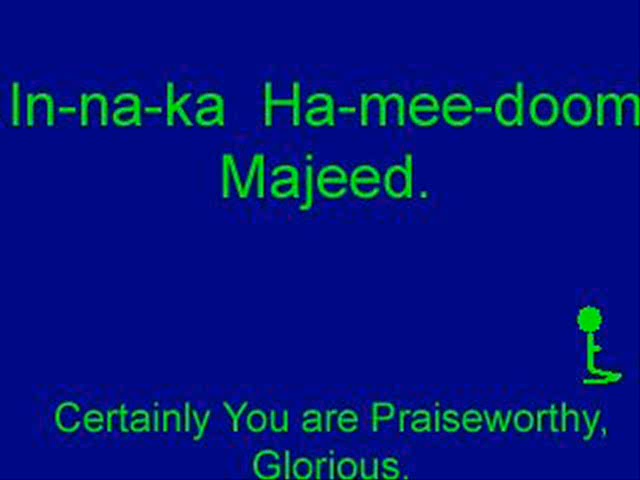 In-na-ka Ha-mee-doom
Majeed.
Certainly You are Praiseworthy,
Glorious.